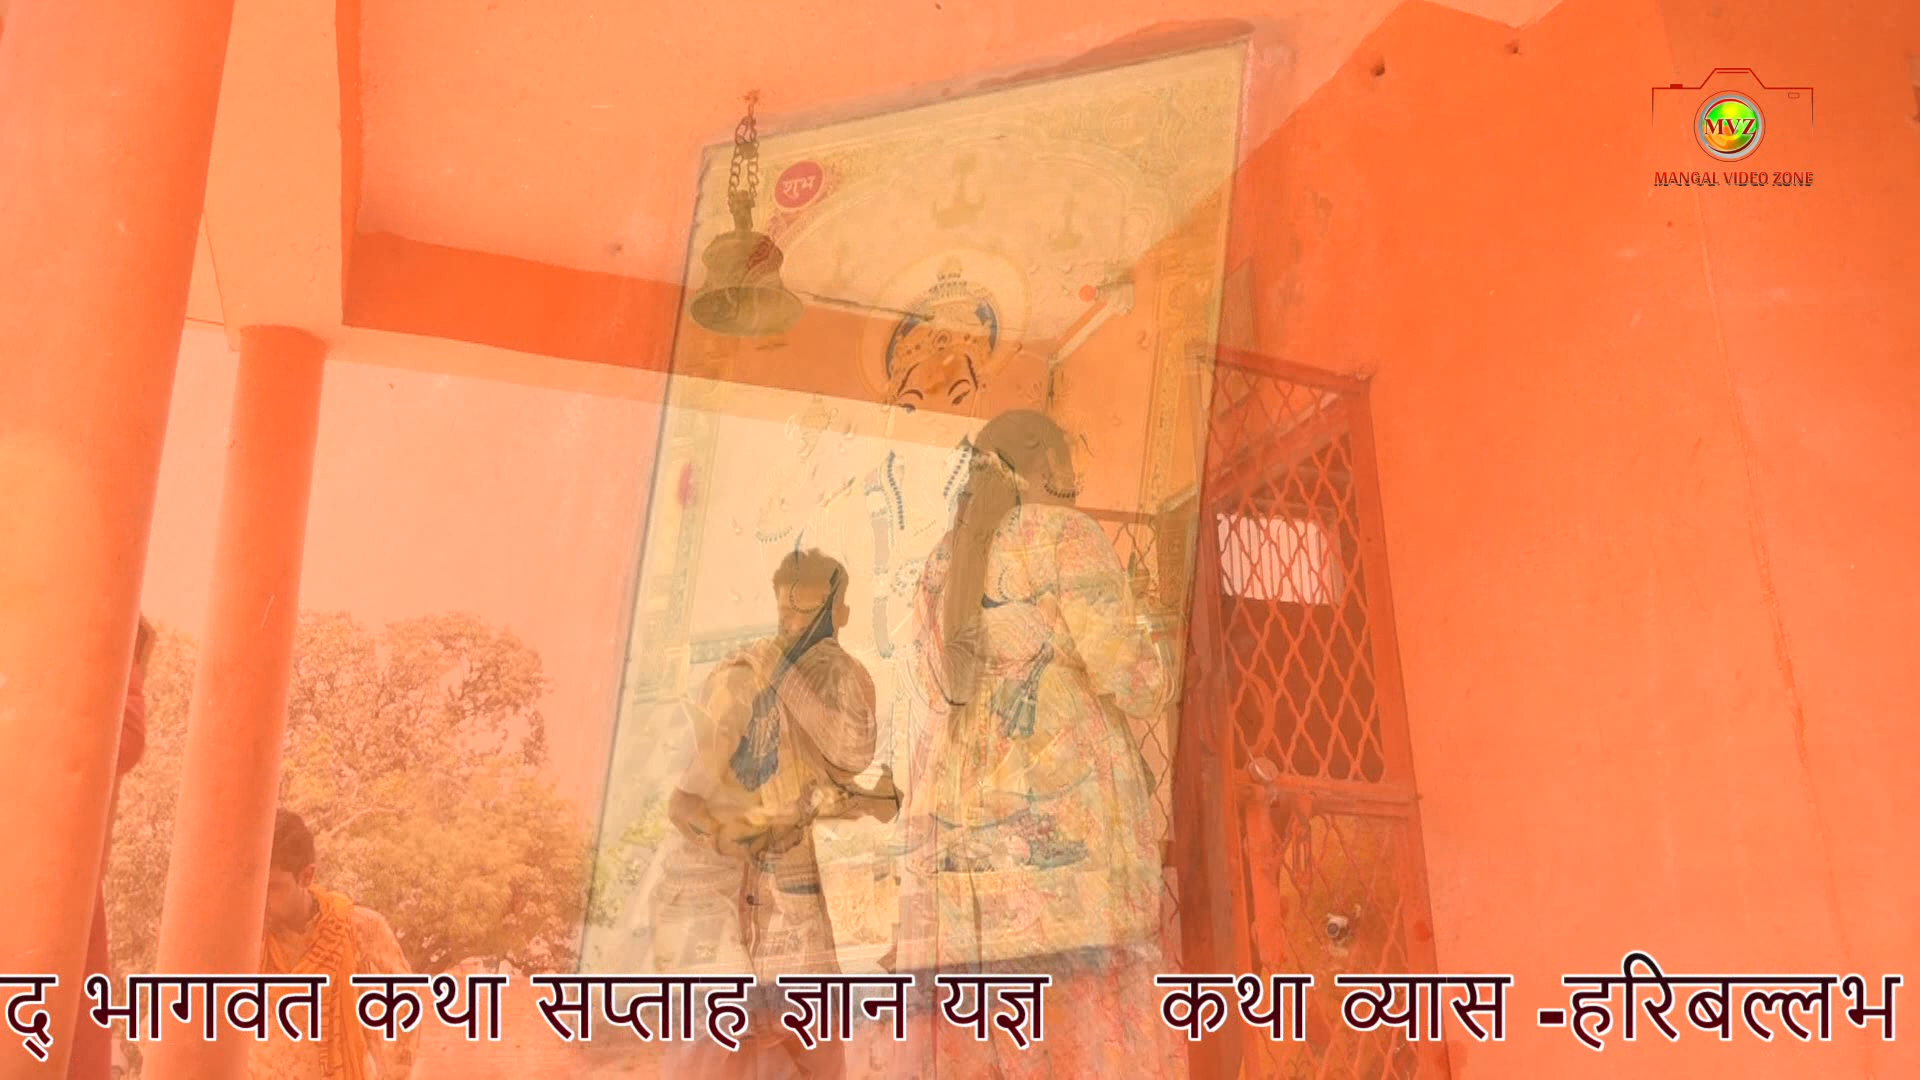 शुभ
MVZ
MANGAL VIDEO ZONE
द् भागवत कथा सप्ताह ज्ञान यज्ञ कथा व्यास -हरिबल्लभ